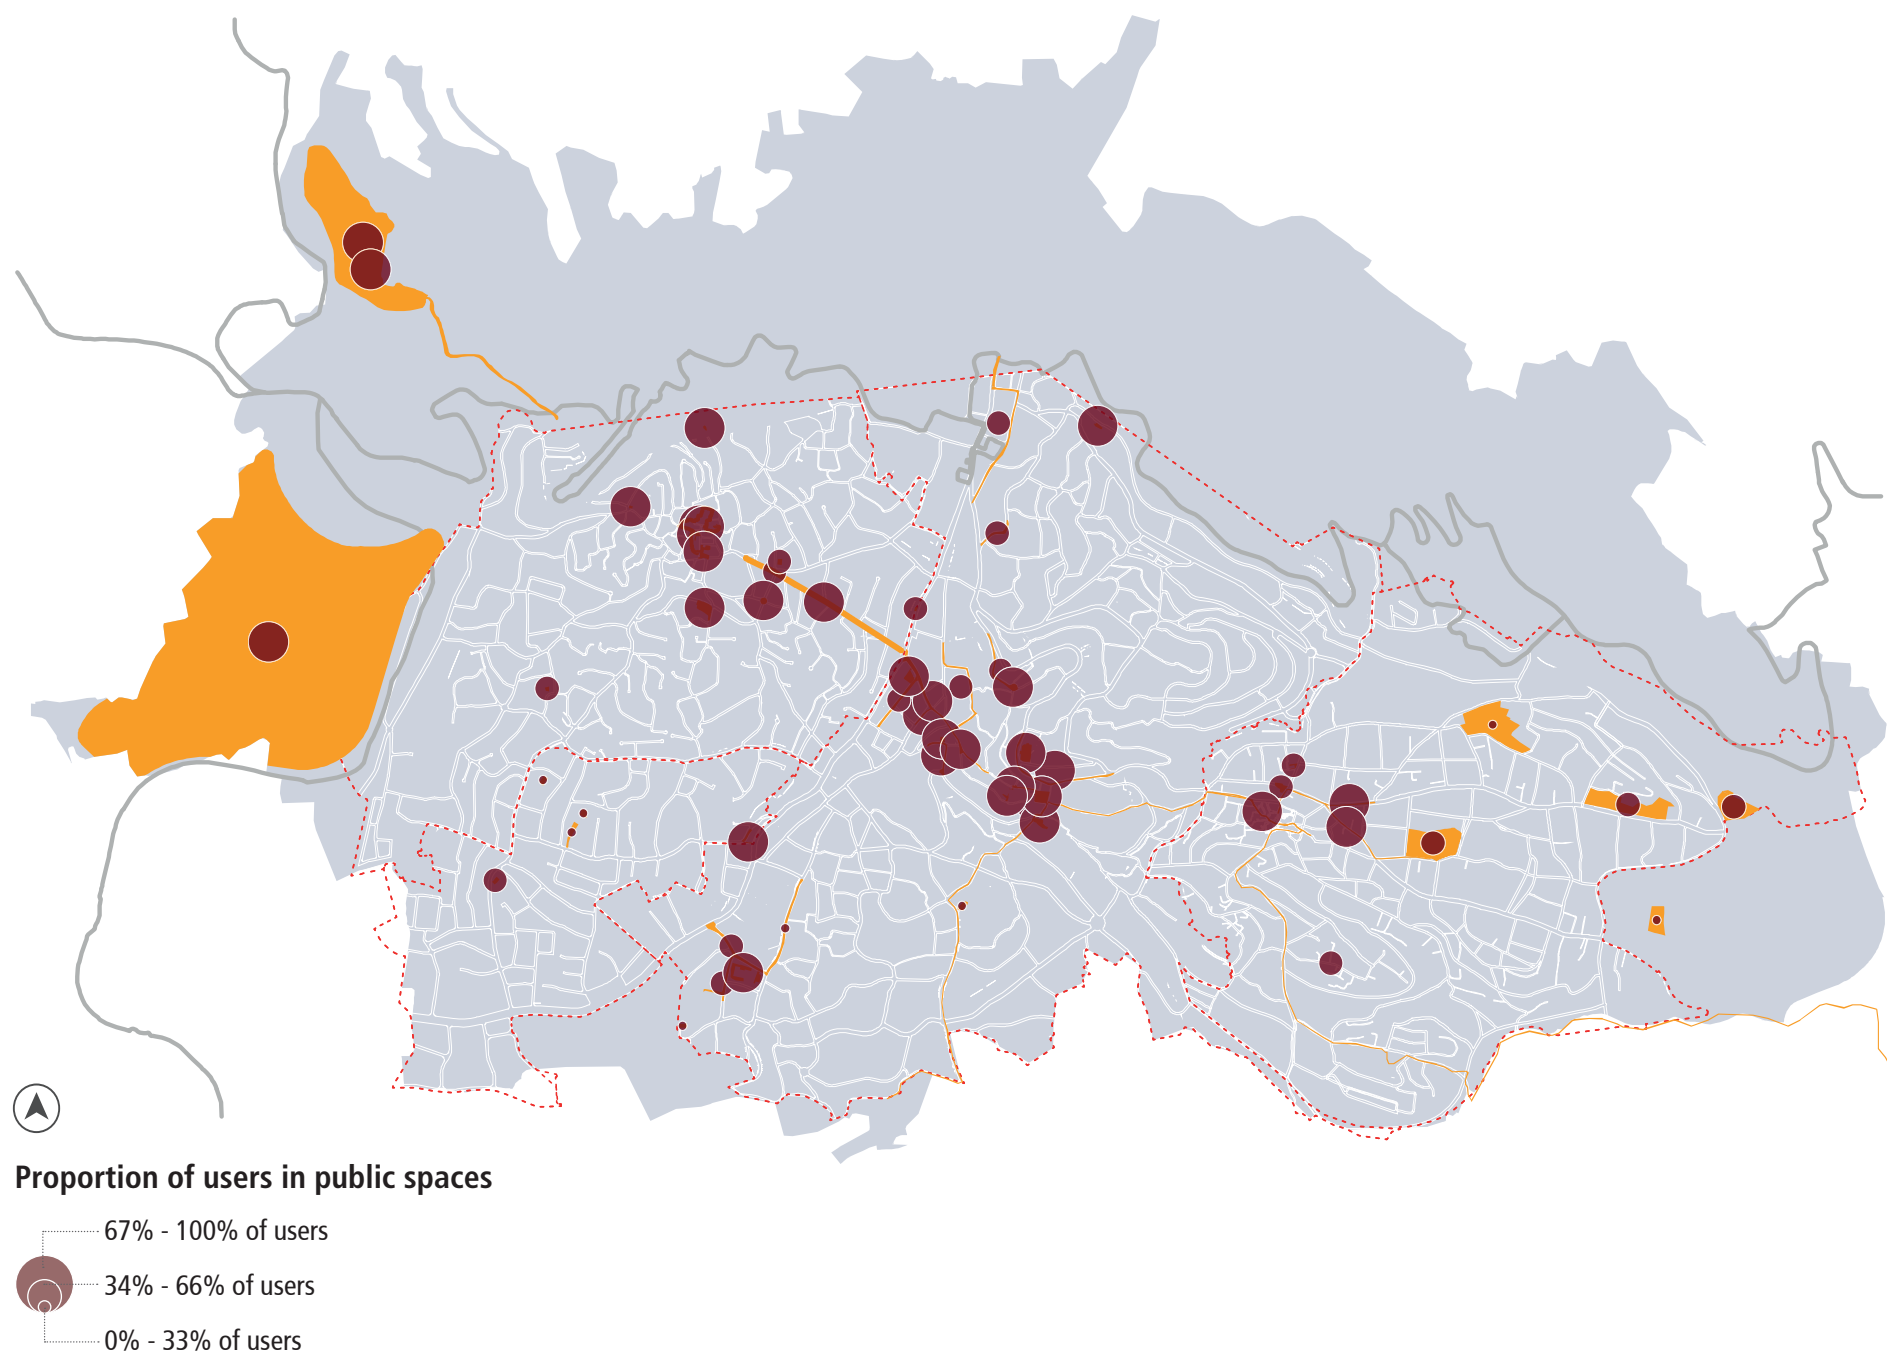 Proportion of users in public spaces
67% - 100% of users
34% - 66% of users
0% - 33% of users